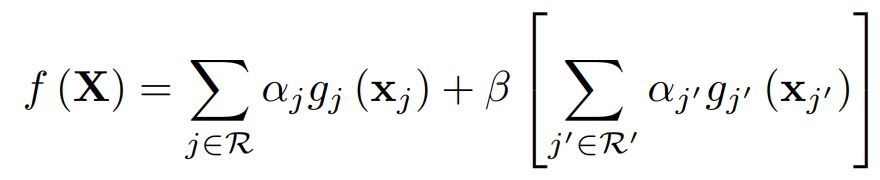 f (X) = ∑_{j∈ℛ} α_j g_j (x_j) + β [ ∑_{j′∈ℛ′} α_{j′} g_{j′} (x_{j′}) ]